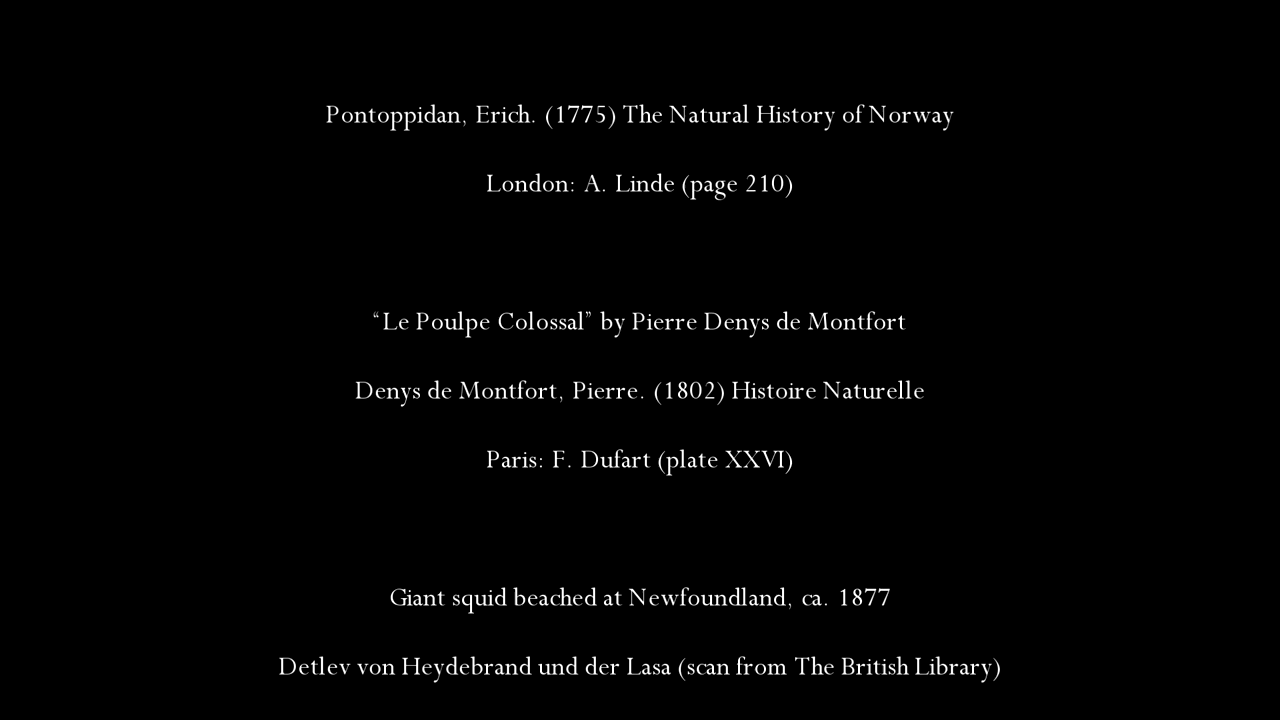 Pontoppidan, Erich. (1775) The Natural History of Norway
London: A. Linde (page 210)
“Le Poulpe Colossal” by Pierre Denys de Montfort
Denys de Montfort, Pierre. (1802) Histoire Naturelle
Paris: F. Dufart (plate XXVI)
Giant squid beached at Newfoundland, ca. 1877
Detlev von Heydebrand und der Lasa (scan from The British Library)